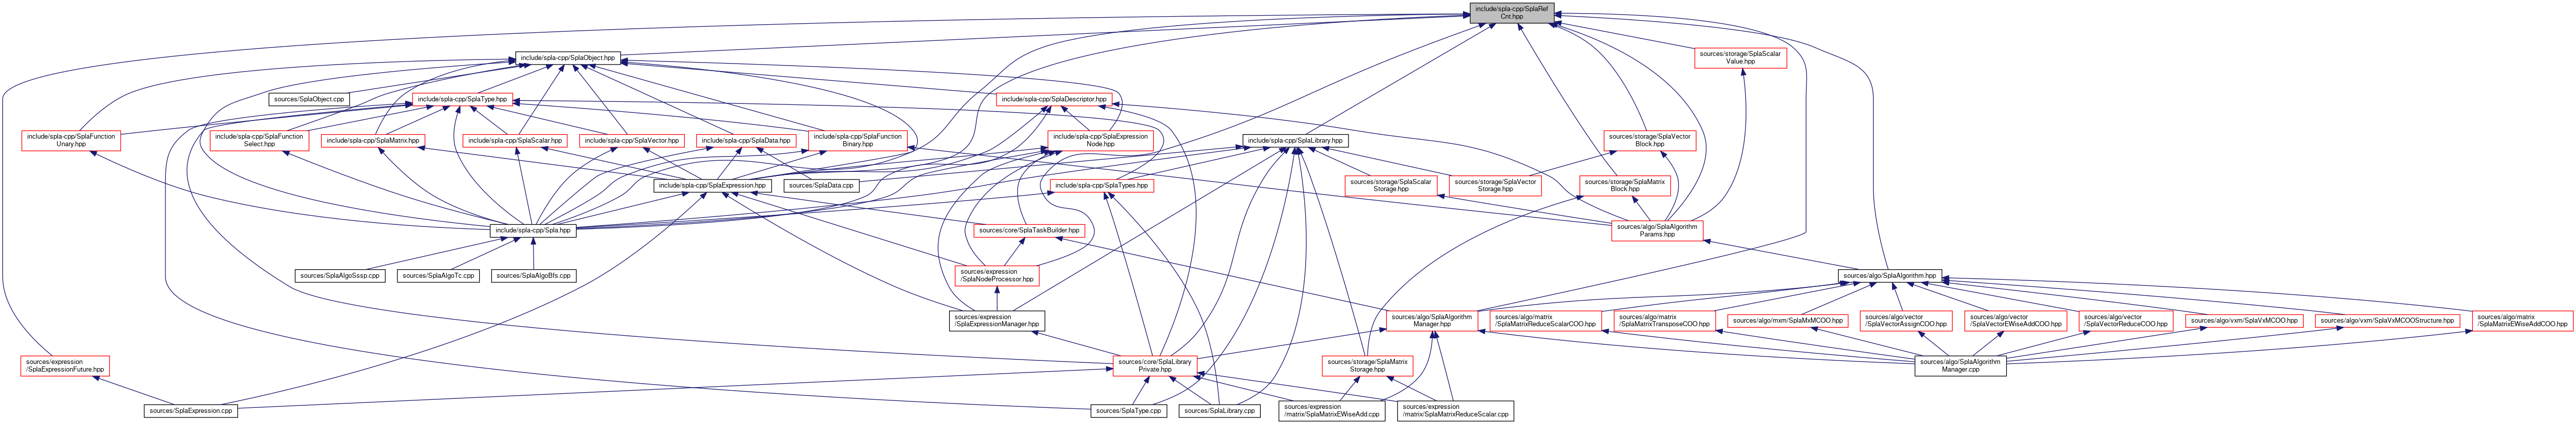 include/spla-cpp/SplaRef
Cnt.hpp
include/spla-cpp/SplaObject.hpp
sources/storage/SplaScalar
Value.hpp
sources/SplaObject.cpp
include/spla-cpp/SplaType.hpp
include/spla-cpp/SplaDescriptor.hpp
include/spla-cpp/SplaFunction
Unary.hpp
include/spla-cpp/SplaFunction
Select.hpp
include/spla-cpp/SplaMatrix.hpp
include/spla-cpp/SplaScalar.hpp
include/spla-cpp/SplaVector.hpp
include/spla-cpp/SplaData.hpp
include/spla-cpp/SplaFunction
Binary.hpp
include/spla-cpp/SplaExpression
Node.hpp
include/spla-cpp/SplaLibrary.hpp
sources/storage/SplaVector
Block.hpp
include/spla-cpp/SplaExpression.hpp
sources/SplaData.cpp
include/spla-cpp/SplaTypes.hpp
sources/storage/SplaScalar
Storage.hpp
sources/storage/SplaVector
Storage.hpp
sources/storage/SplaMatrix
Block.hpp
include/spla-cpp/Spla.hpp
sources/core/SplaTaskBuilder.hpp
sources/algo/SplaAlgorithm
Params.hpp
sources/SplaAlgoSssp.cpp
sources/SplaAlgoTc.cpp
sources/SplaAlgoBfs.cpp
sources/expression
/SplaNodeProcessor.hpp
sources/algo/SplaAlgorithm.hpp
sources/expression
/SplaExpressionManager.hpp
sources/algo/SplaAlgorithm
Manager.hpp
sources/algo/matrix
/SplaMatrixReduceScalarCOO.hpp
sources/algo/matrix
/SplaMatrixTransposeCOO.hpp
sources/algo/mxm/SplaMxMCOO.hpp
sources/algo/vector
/SplaVectorAssignCOO.hpp
sources/algo/vector
/SplaVectorEWiseAddCOO.hpp
sources/algo/vector
/SplaVectorReduceCOO.hpp
sources/algo/vxm/SplaVxMCOO.hpp
sources/algo/vxm/SplaVxMCOOStructure.hpp
sources/algo/matrix
/SplaMatrixEWiseAddCOO.hpp
sources/expression
/SplaExpressionFuture.hpp
sources/core/SplaLibrary
Private.hpp
sources/storage/SplaMatrix
Storage.hpp
sources/algo/SplaAlgorithm
Manager.cpp
sources/SplaExpression.cpp
sources/SplaType.cpp
sources/SplaLibrary.cpp
sources/expression
/matrix/SplaMatrixEWiseAdd.cpp
sources/expression
/matrix/SplaMatrixReduceScalar.cpp